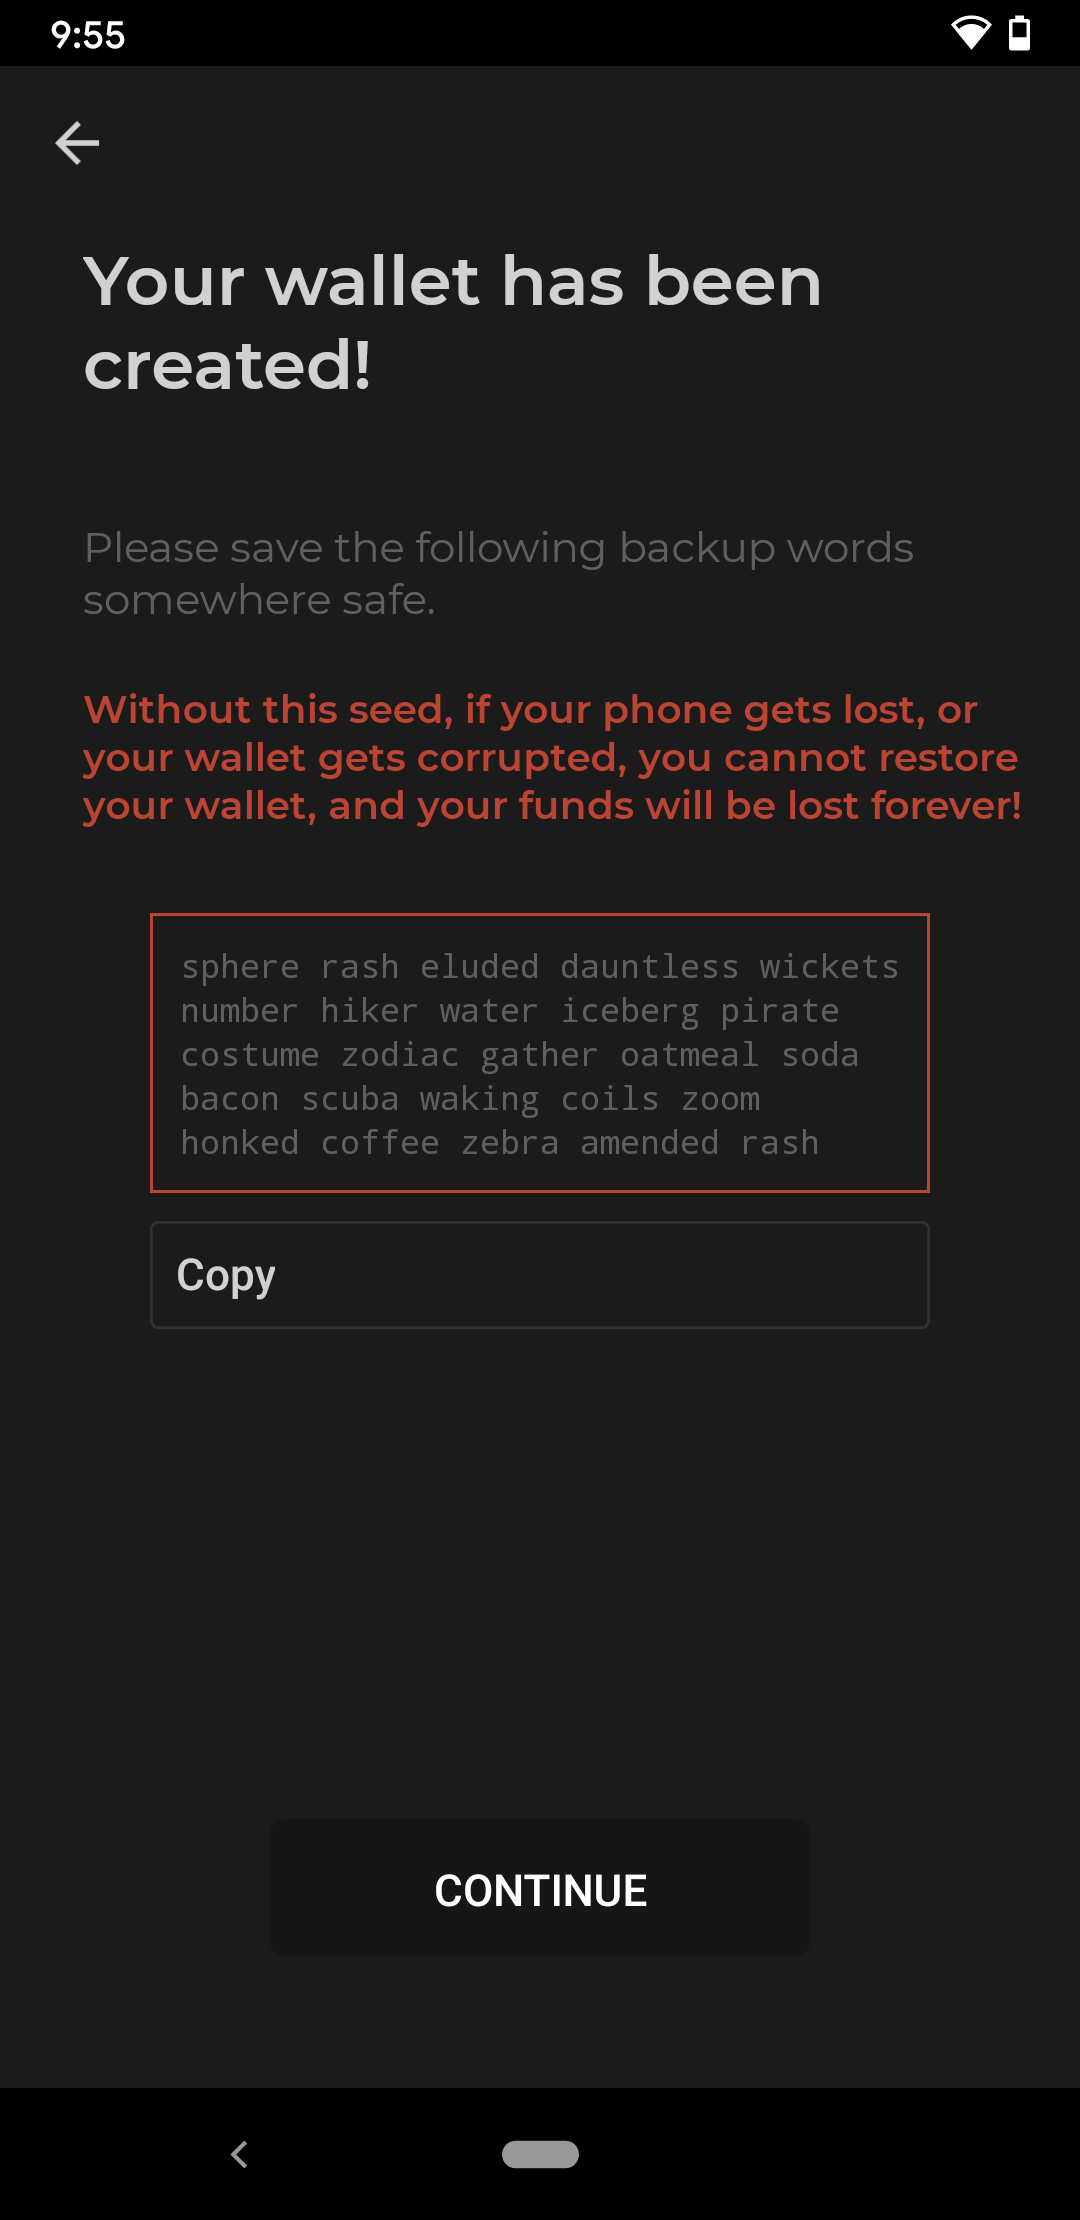 9:55
Your wallet has been
created!
Please save the following backup words
somewhere safe.
Without this seed, if your phone gets lost, or
your wallet gets corrupted, you cannot restore
your wallet, and your funds will be lost forever!
sphere rash eluded dauntless wickets
number hiker water iceberg pirate
costume zodiac gather oatmeal soda
bacon scuba waking coils zoom
honked coffee zebra amended rash
Copy
CONTINUE